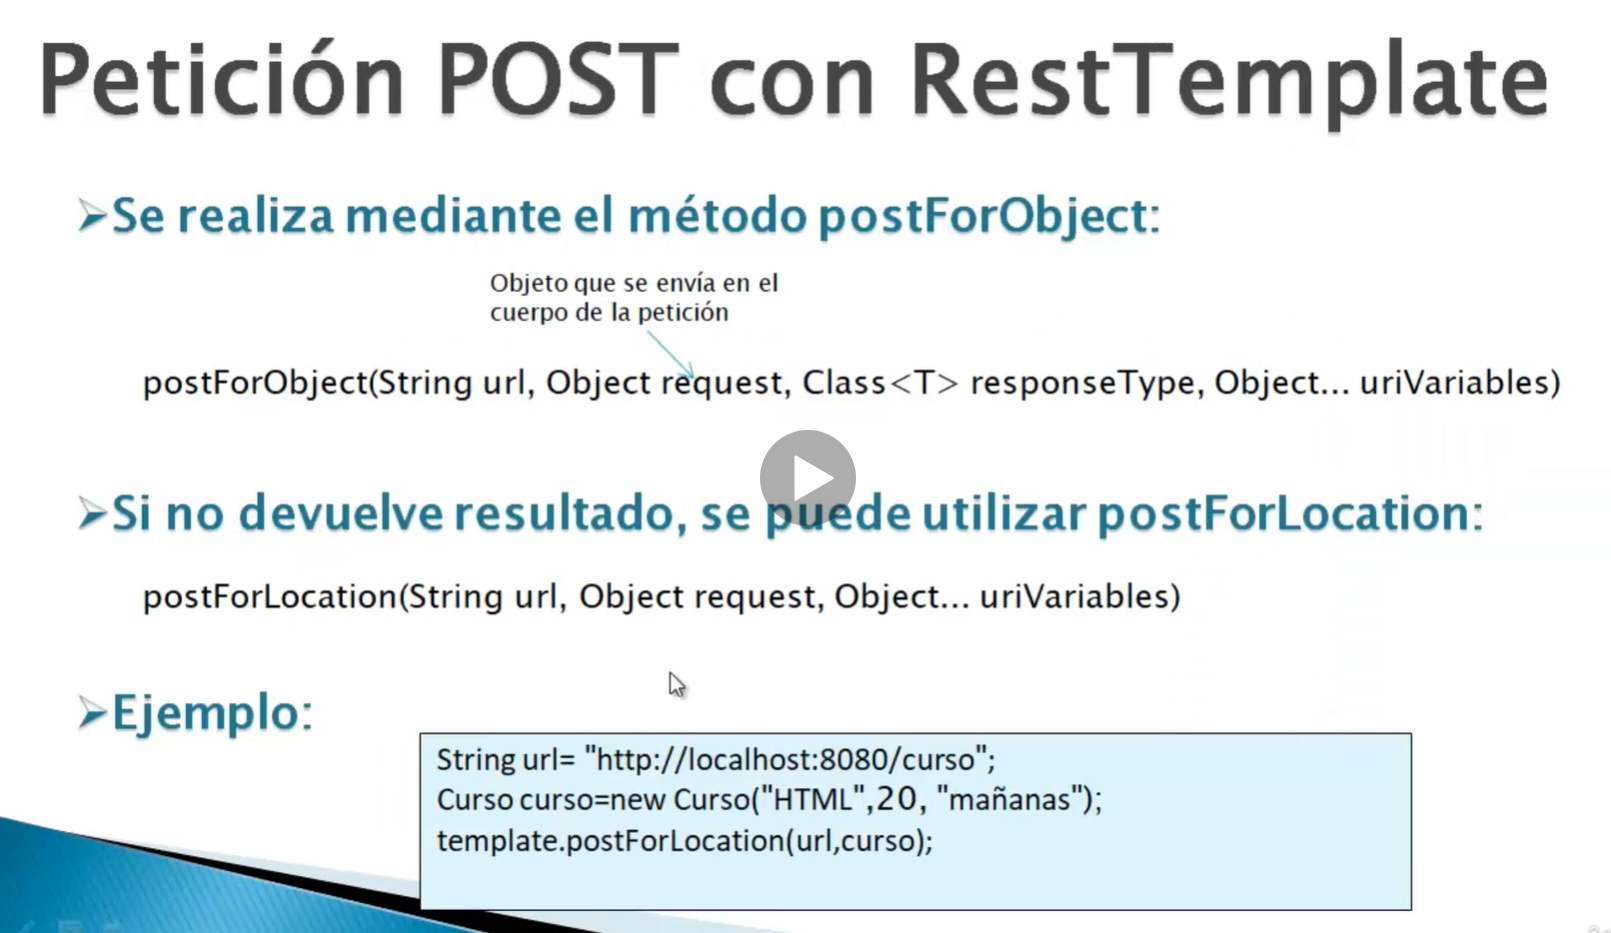 Petición POST con RestTemplate
Se realiza mediante el método postForObject:
Objeto que se envía en el
cuerpo de la petición
postForObject(String url, Object request, Class<T> responseType, Object... uriVariables)
Si no devuelve resultado, se puede utilizar postForLocation:
postForLocation(String url, Object request, Object... uriVariables)
Ejemplo:
String url= "http://localhost:8080/curso";
Curso curso=new Curso("HTML",20, "mañanas");
template.postForLocation(url,curso);